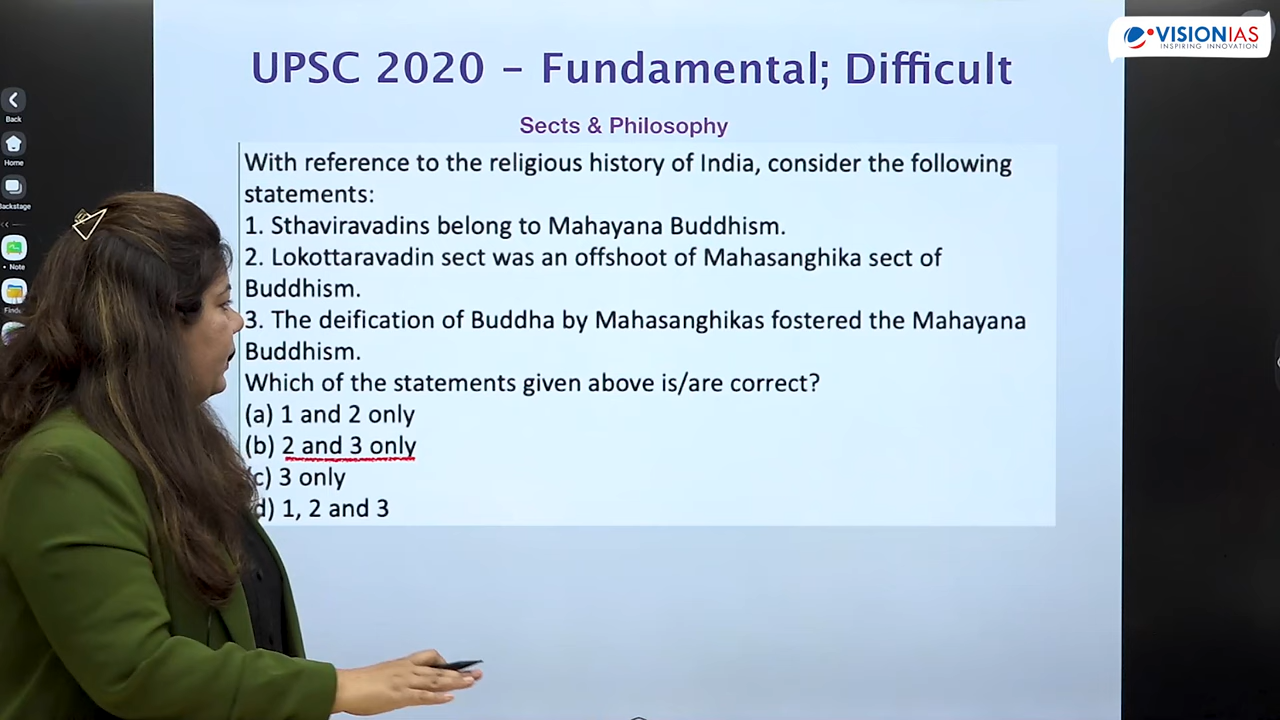 VISIONIAS
INSPIRING INNOVATION
UPSC 2020 – Fundamental; Difficult
Sects & Philosophy
With reference to the religious history of India, consider the following
statements:
1. Sthaviravadins belong to Mahayana Buddhism.
2. Lokottaravadin sect was an offshoot of Mahasanghika sect of
Buddhism.
3. The deification of Buddha by Mahasanghikas fostered the Mahayana
Buddhism.
Which of the statements given above is/are correct?
(a) 1 and 2 only
(b) 2 and 3 only
c) 3 only
d) 1, 2 and 3
Back
Home
Backstage
Note